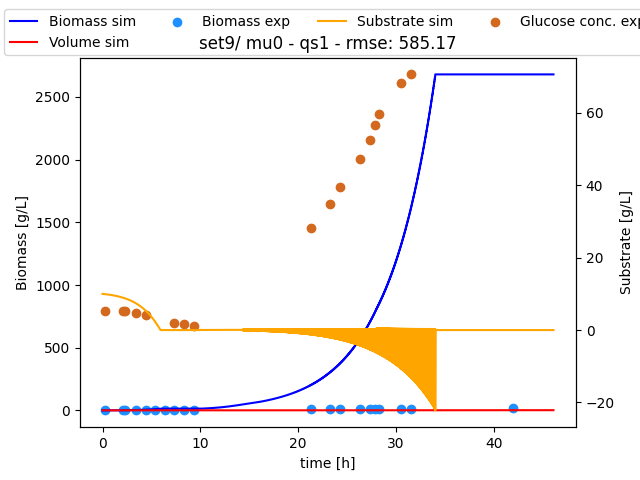 Biomass sim
Biomass exp
Substrate sim
Glucose conc. exp
Volume sim
set9/ mu0 - qs1 - rmse: 585.17
2500
2000
1500
1000
500
0
Biomass [g/L]
60
40
20
0
−20
Substrate [g/L]
0
10
20
30
40
time [h]